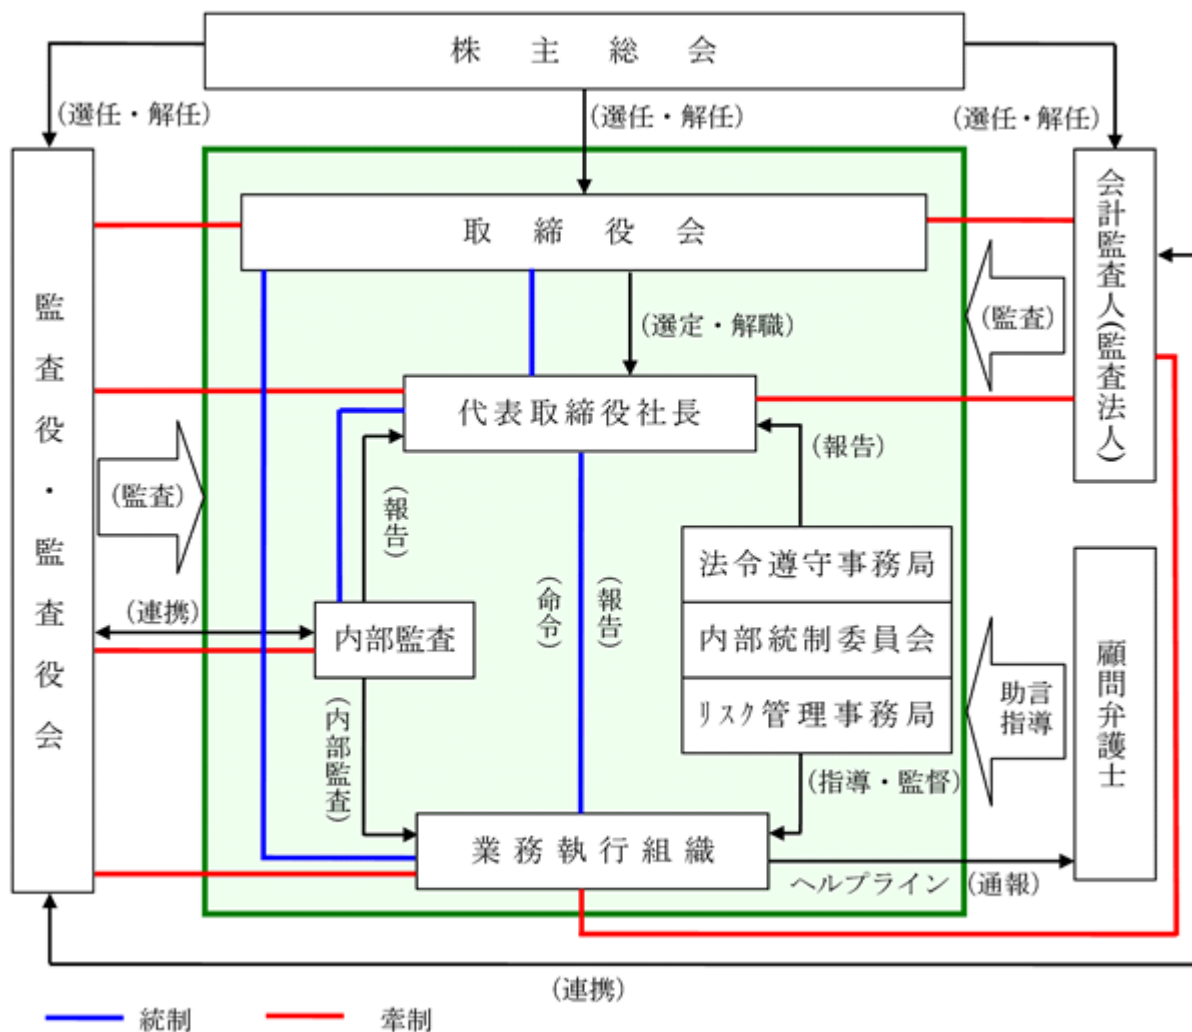 株主総会
(選任・解任)
(選任・解任)
(選任・解任)
取締役会
会計監査人(監査法人)
監査役・監査役会
(選定・解職)
(監査)
代表取締役社長
(報告)
(監査)
(報告)
法令遵守事務局
(命令)
(報告)
(連携)
内部監査
内部統制委員会
顧問弁護士
リスク管理事務局
助言
指導
(内部監査)
(指導・監督)
業務執行組織
ヘルプライン (通報)
(連携)
統制
牽制